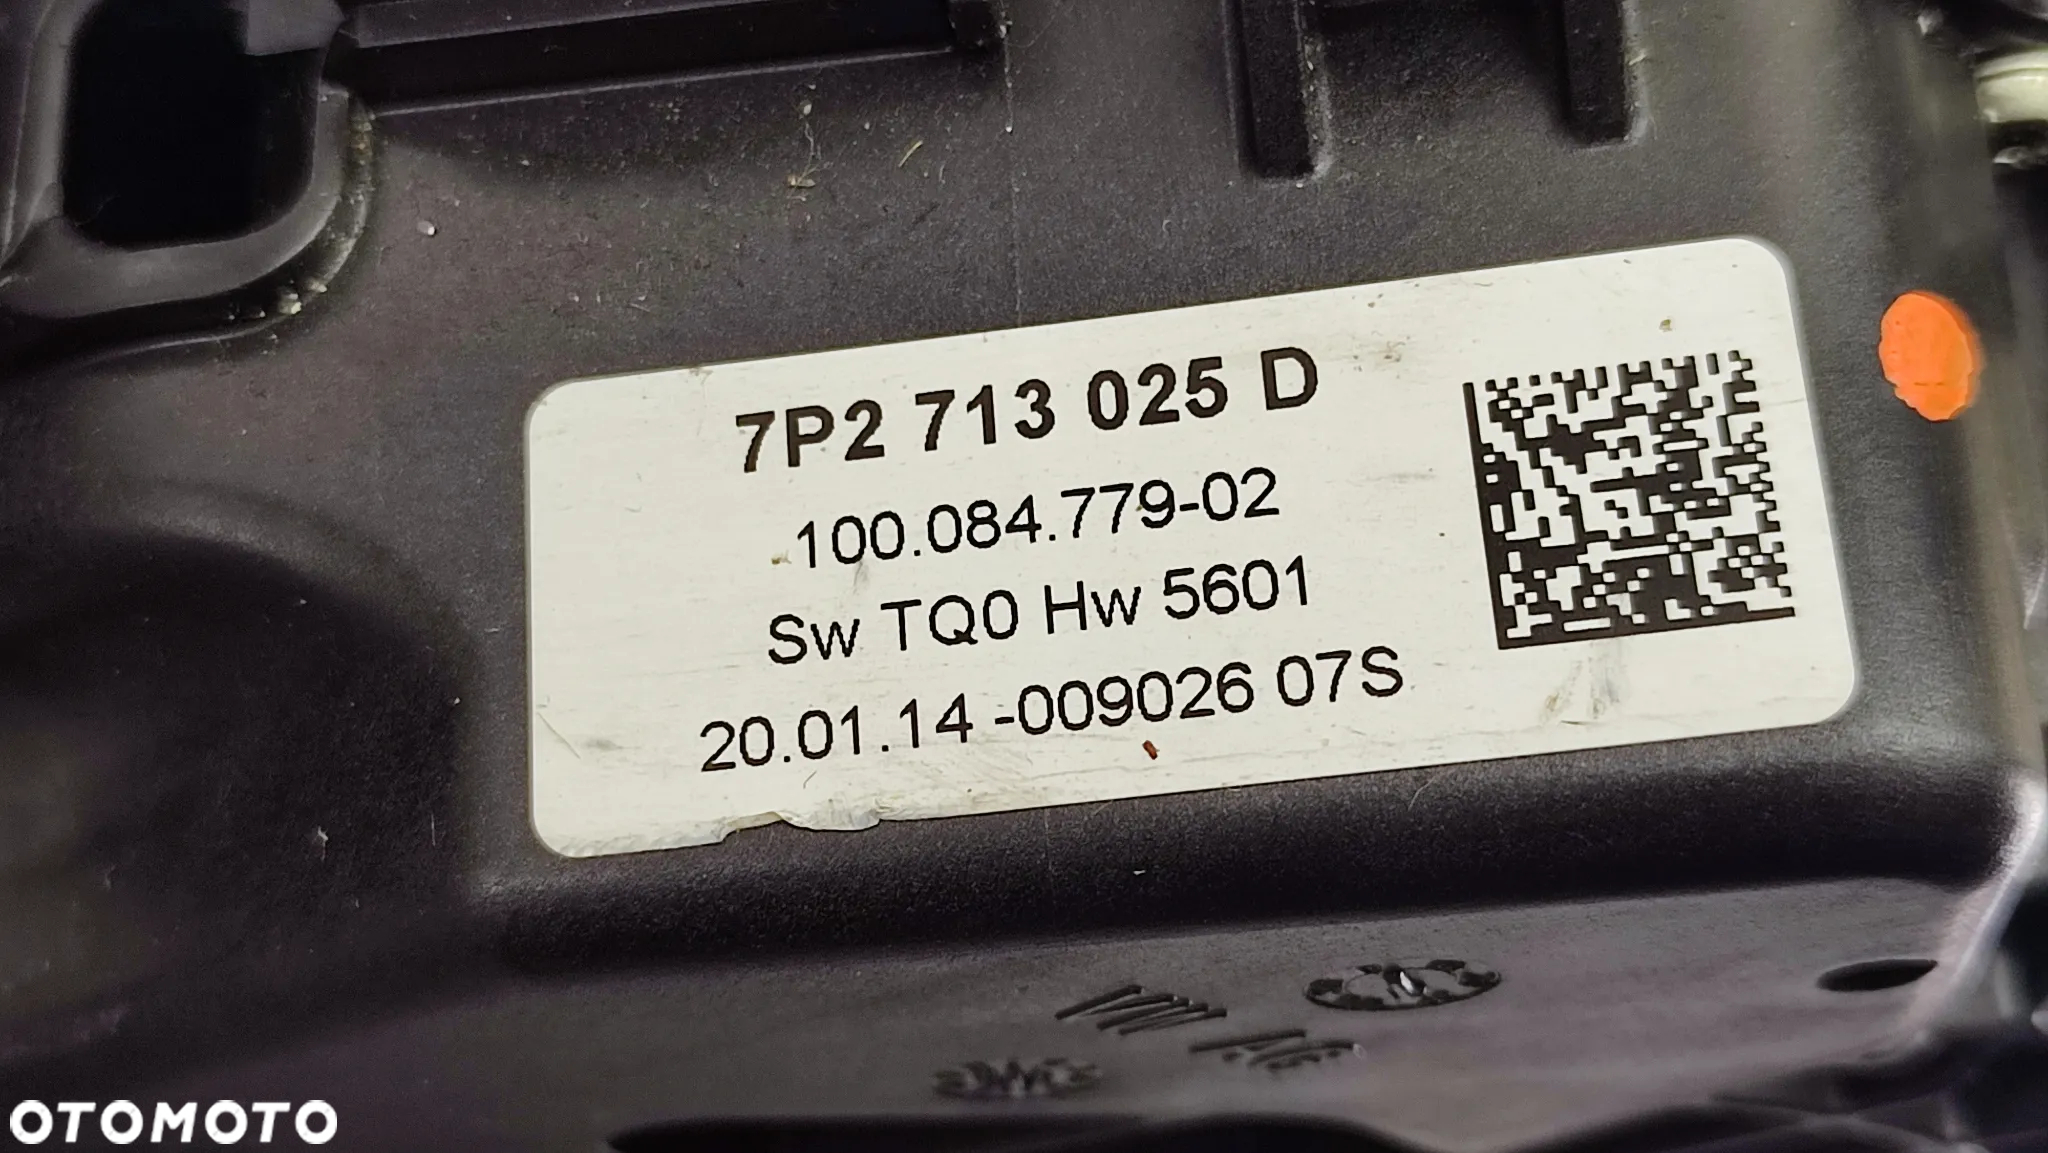 7P2 713 025 D
100.084.779-02
Sw TQ0 Hw 5601
20.01.14 -009026 07S
OTOMOTO